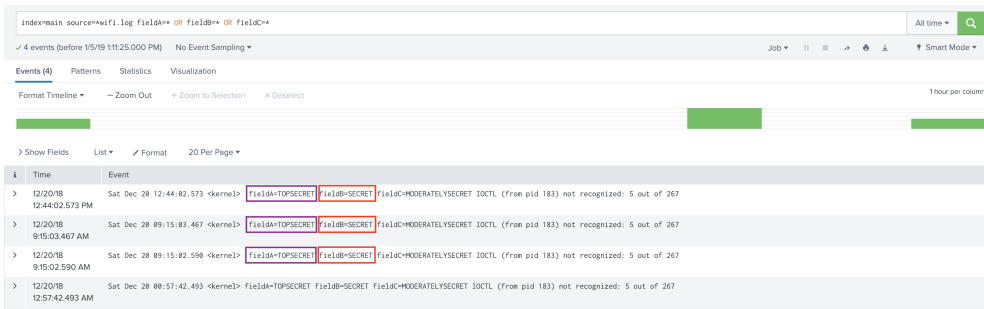 index=main source=*wifi.log fieldA=* OR fieldB=* OR fieldC=* All time ▾
✓ 4 events (before 1/5/19 1:11:25.000 PM) No Event Sampling ▾ Job ▾ Smart Mode ▾
Events (4) Patterns Statistics Visualization
Format Timeline ▾ — Zoom Out + Zoom to Selection × Deselect 1 hour per column
> Show Fields List ▾ Format 20 Per Page ▾
i Time Event
> 12/20/18 Sat Dec 20 12:44:02.573 <kernel> fieldA=TOPSECRET fieldB=SECRET fieldC=MODERATELYSECRET IOCTL (from pid 183) not recognized: 5 out of 267
12:44:02.573 PM
> 12/20/18 Sat Dec 20 09:15:03.467 <kernel> fieldA=TOPSECRET fieldB=SECRET fieldC=MODERATELYSECRET IOCTL (from pid 183) not recognized: 5 out of 267
9:15:03.467 AM
> 12/20/18 Sat Dec 20 09:15:02.590 <kernel> fieldA=TOPSECRET fieldB=SECRET fieldC=MODERATELYSECRET IOCTL (from pid 183) not recognized: 5 out of 267
9:15:02.590 AM
> 12/20/18 Sat Dec 20 00:57:42.493 <kernel> fieldA=TOPSECRET fieldB=SECRET fieldC=MODERATELYSECRET IOCTL (from pid 183) not recognized: 5 out of 267
12:57:42.493 AM